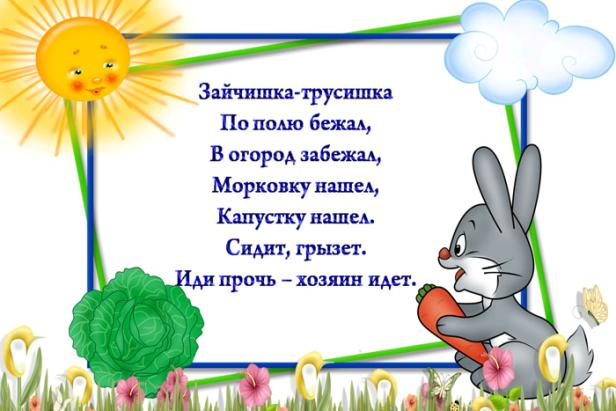 Зайчишка-трусишка
По полю бежал,
В огород забежал,
Морковку нашел,
Капустку нашел.
Сидит, грызет.
Иди прочь – хозяин идет.